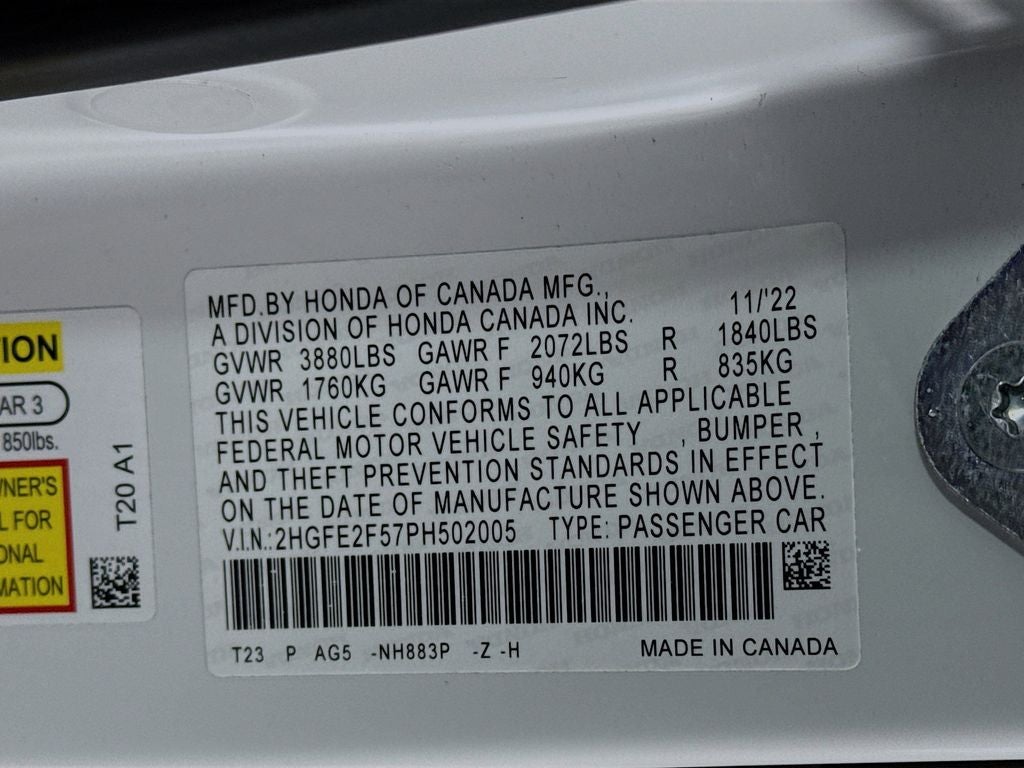 MFD.BY HONDA OF CANADA MFG.,
A DIVISION OF HONDA CANADA INC. 11/'22
GVWR 3880LBS GAWR F 2072LBS R 1840LBS
GVWR 1760KG GAWR F 940KG R 835KG
THIS VEHICLE CONFORMS TO ALL APPLICABLE
FEDERAL MOTOR VEHICLE SAFETY , BUMPER ,
AND THEFT PREVENTION STANDARDS IN EFFECT
ON THE DATE OF MANUFACTURE SHOWN ABOVE.
V.I.N.:2HGFE2F57PH502005 TYPE: PASSENGER CAR
T23 P AG5 -NH883P -Z -H MADE IN CANADA
TION
AR 3
850lbs.
WNER'S
L FOR
ONAL
MATION
T20 A1